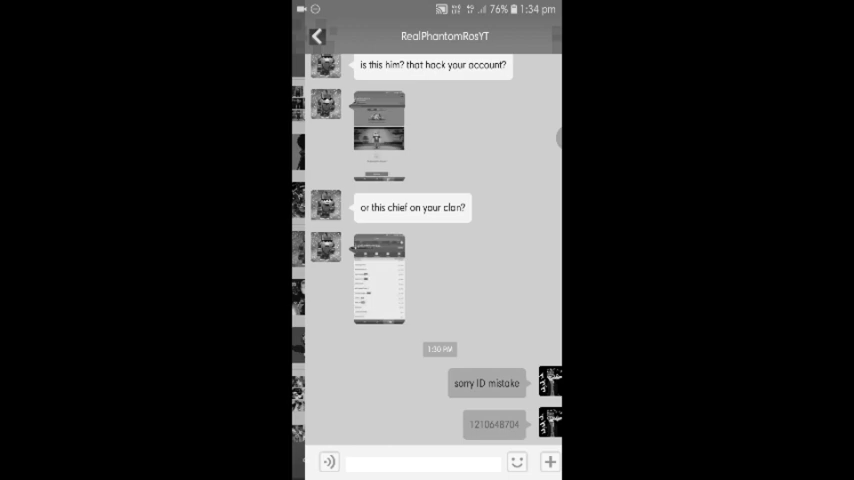 76% 1:34 pm
RealPhantomRosYT
is this him? that hack your account?
or this chief on your clan?
1:30 PM
sorry ID mistake
1210648704